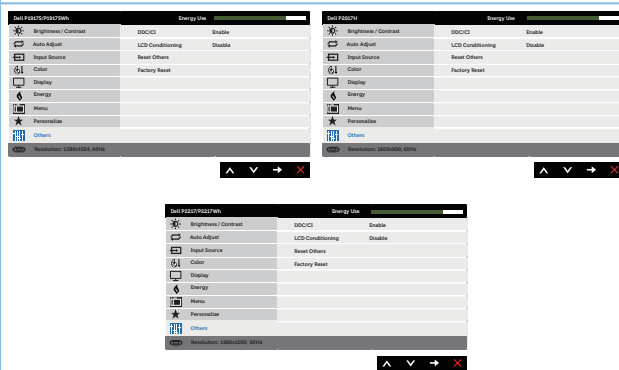 Dell P1917S/P1917SWh Energy Use
Brightness / Contrast DDC/CI Enable
Auto Adjust LCD Conditioning Disable
Input Source Reset Others
Color Factory Reset
Display
Energy
Menu
Personalize
Others
Resolution: 1280x1024, 60Hz
Dell P2017H Energy Use
Brightness / Contrast DDC/CI Enable
Auto Adjust LCD Conditioning Disable
Input Source Reset Others
Color Factory Reset
Display
Energy
Menu
Personalize
Others
Resolution: 1600x900, 60Hz
Dell P2217/P2217Wh Energy Use
Brightness / Contrast DDC/CI Enable
Auto Adjust LCD Conditioning Disable
Input Source Reset Others
Color Factory Reset
Display
Energy
Menu
Personalize
Others
Resolution: 1680x1050, 60Hz